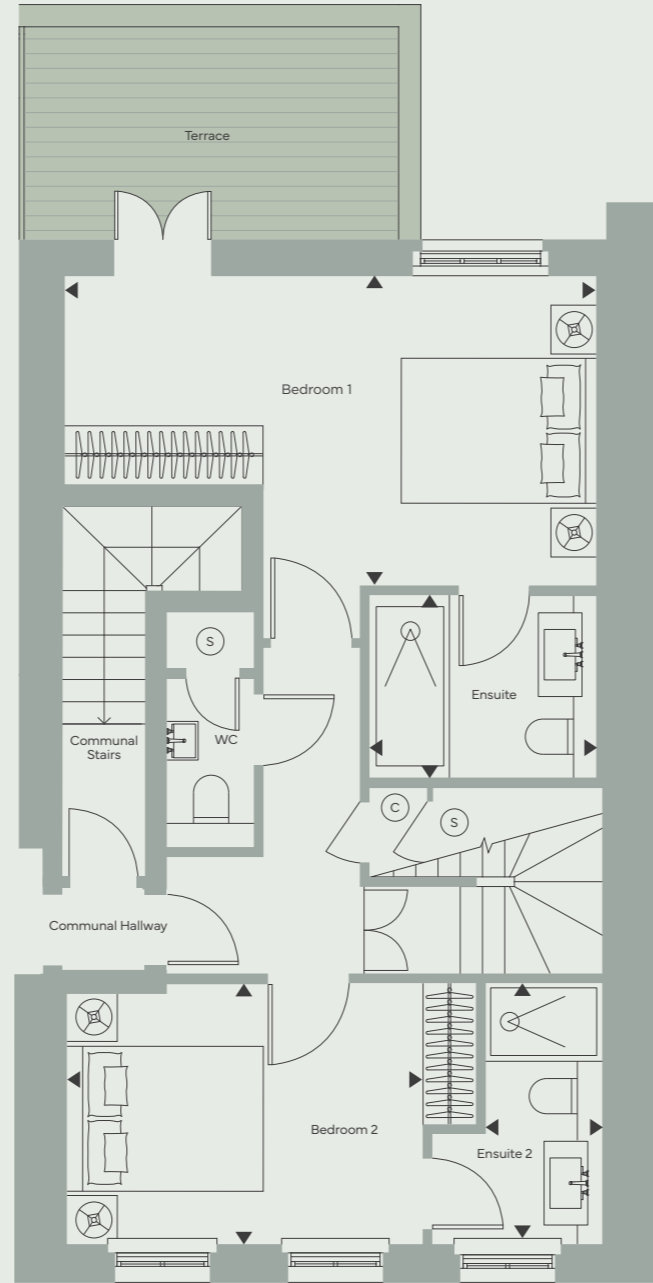 Terrace
Bedroom 1
S
Ensuite
WC
Communal
Stairs
C
S
Communal Hallway
Bedroom 2
Ensuite 2